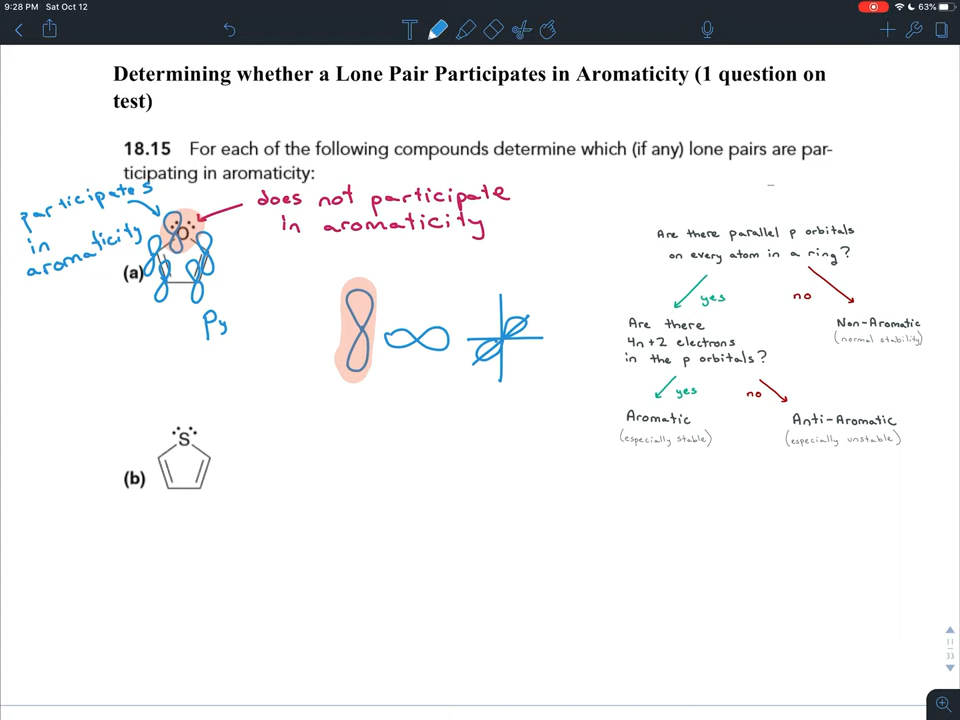 9:28 PM Sat Oct 12
63%
Determining whether a Lone Pair Participates in Aromaticity (1 question on
test)
18.15 For each of the following compounds determine which (if any) lone pairs are par-
ticipating in aromaticity:
participates
in
aromaticity
does not participate
in aromaticity
(a)
O
Py
Are there parallel p orbitals
on every atom in a ring?
yes
no
Are there
4n+2 electrons
in the p orbitals?
Non-Aromatic
(normal stability)
yes
no
Aromatic
(especially stable)
Anti-Aromatic
(especially unstable)
(b)
S
11
33